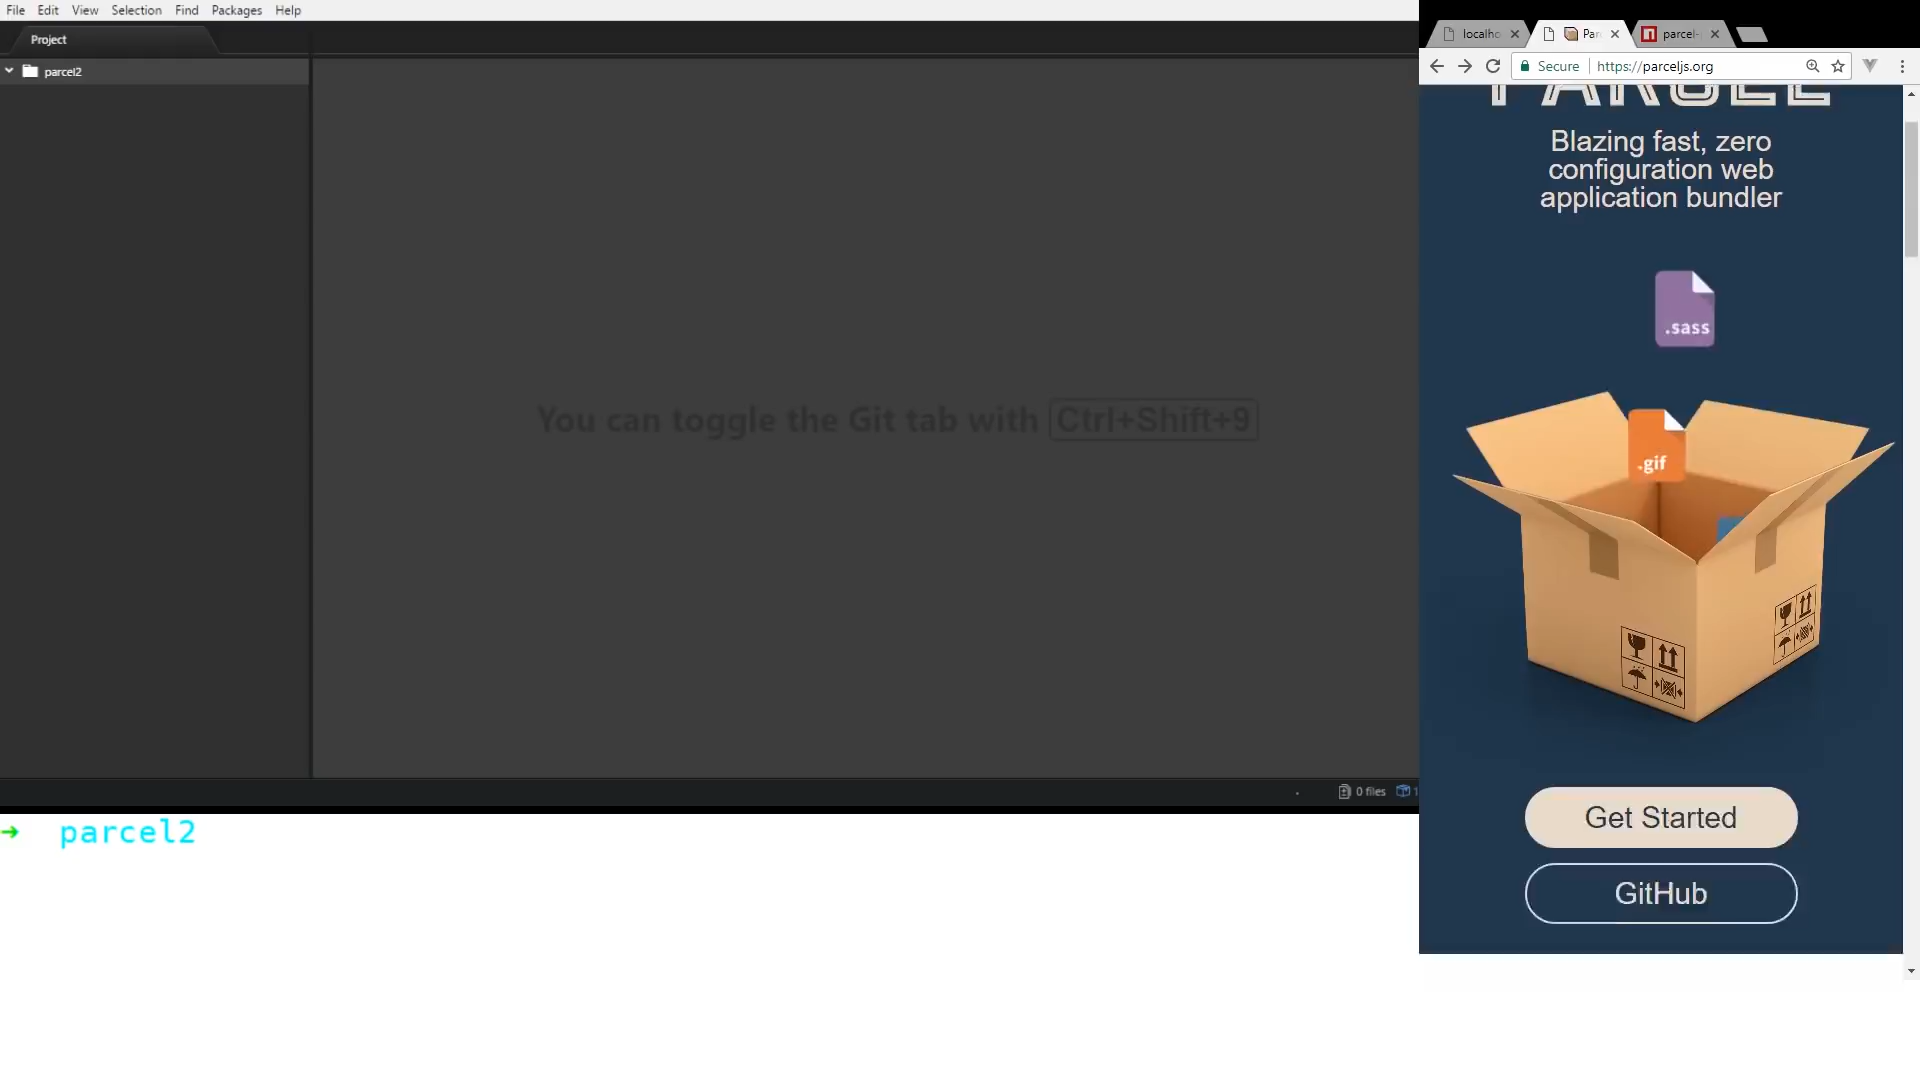 File Edit View Selection Find Packages Help
Project
parcel2
You can toggle the Git tab with Ctrl+Shift+9
0 files 1
➜ parcel2
localho Par parcel-
Secure https://parceljs.org
PARCEL
Blazing fast, zero
configuration web
application bundler
.sass
.gif
Get Started
GitHub